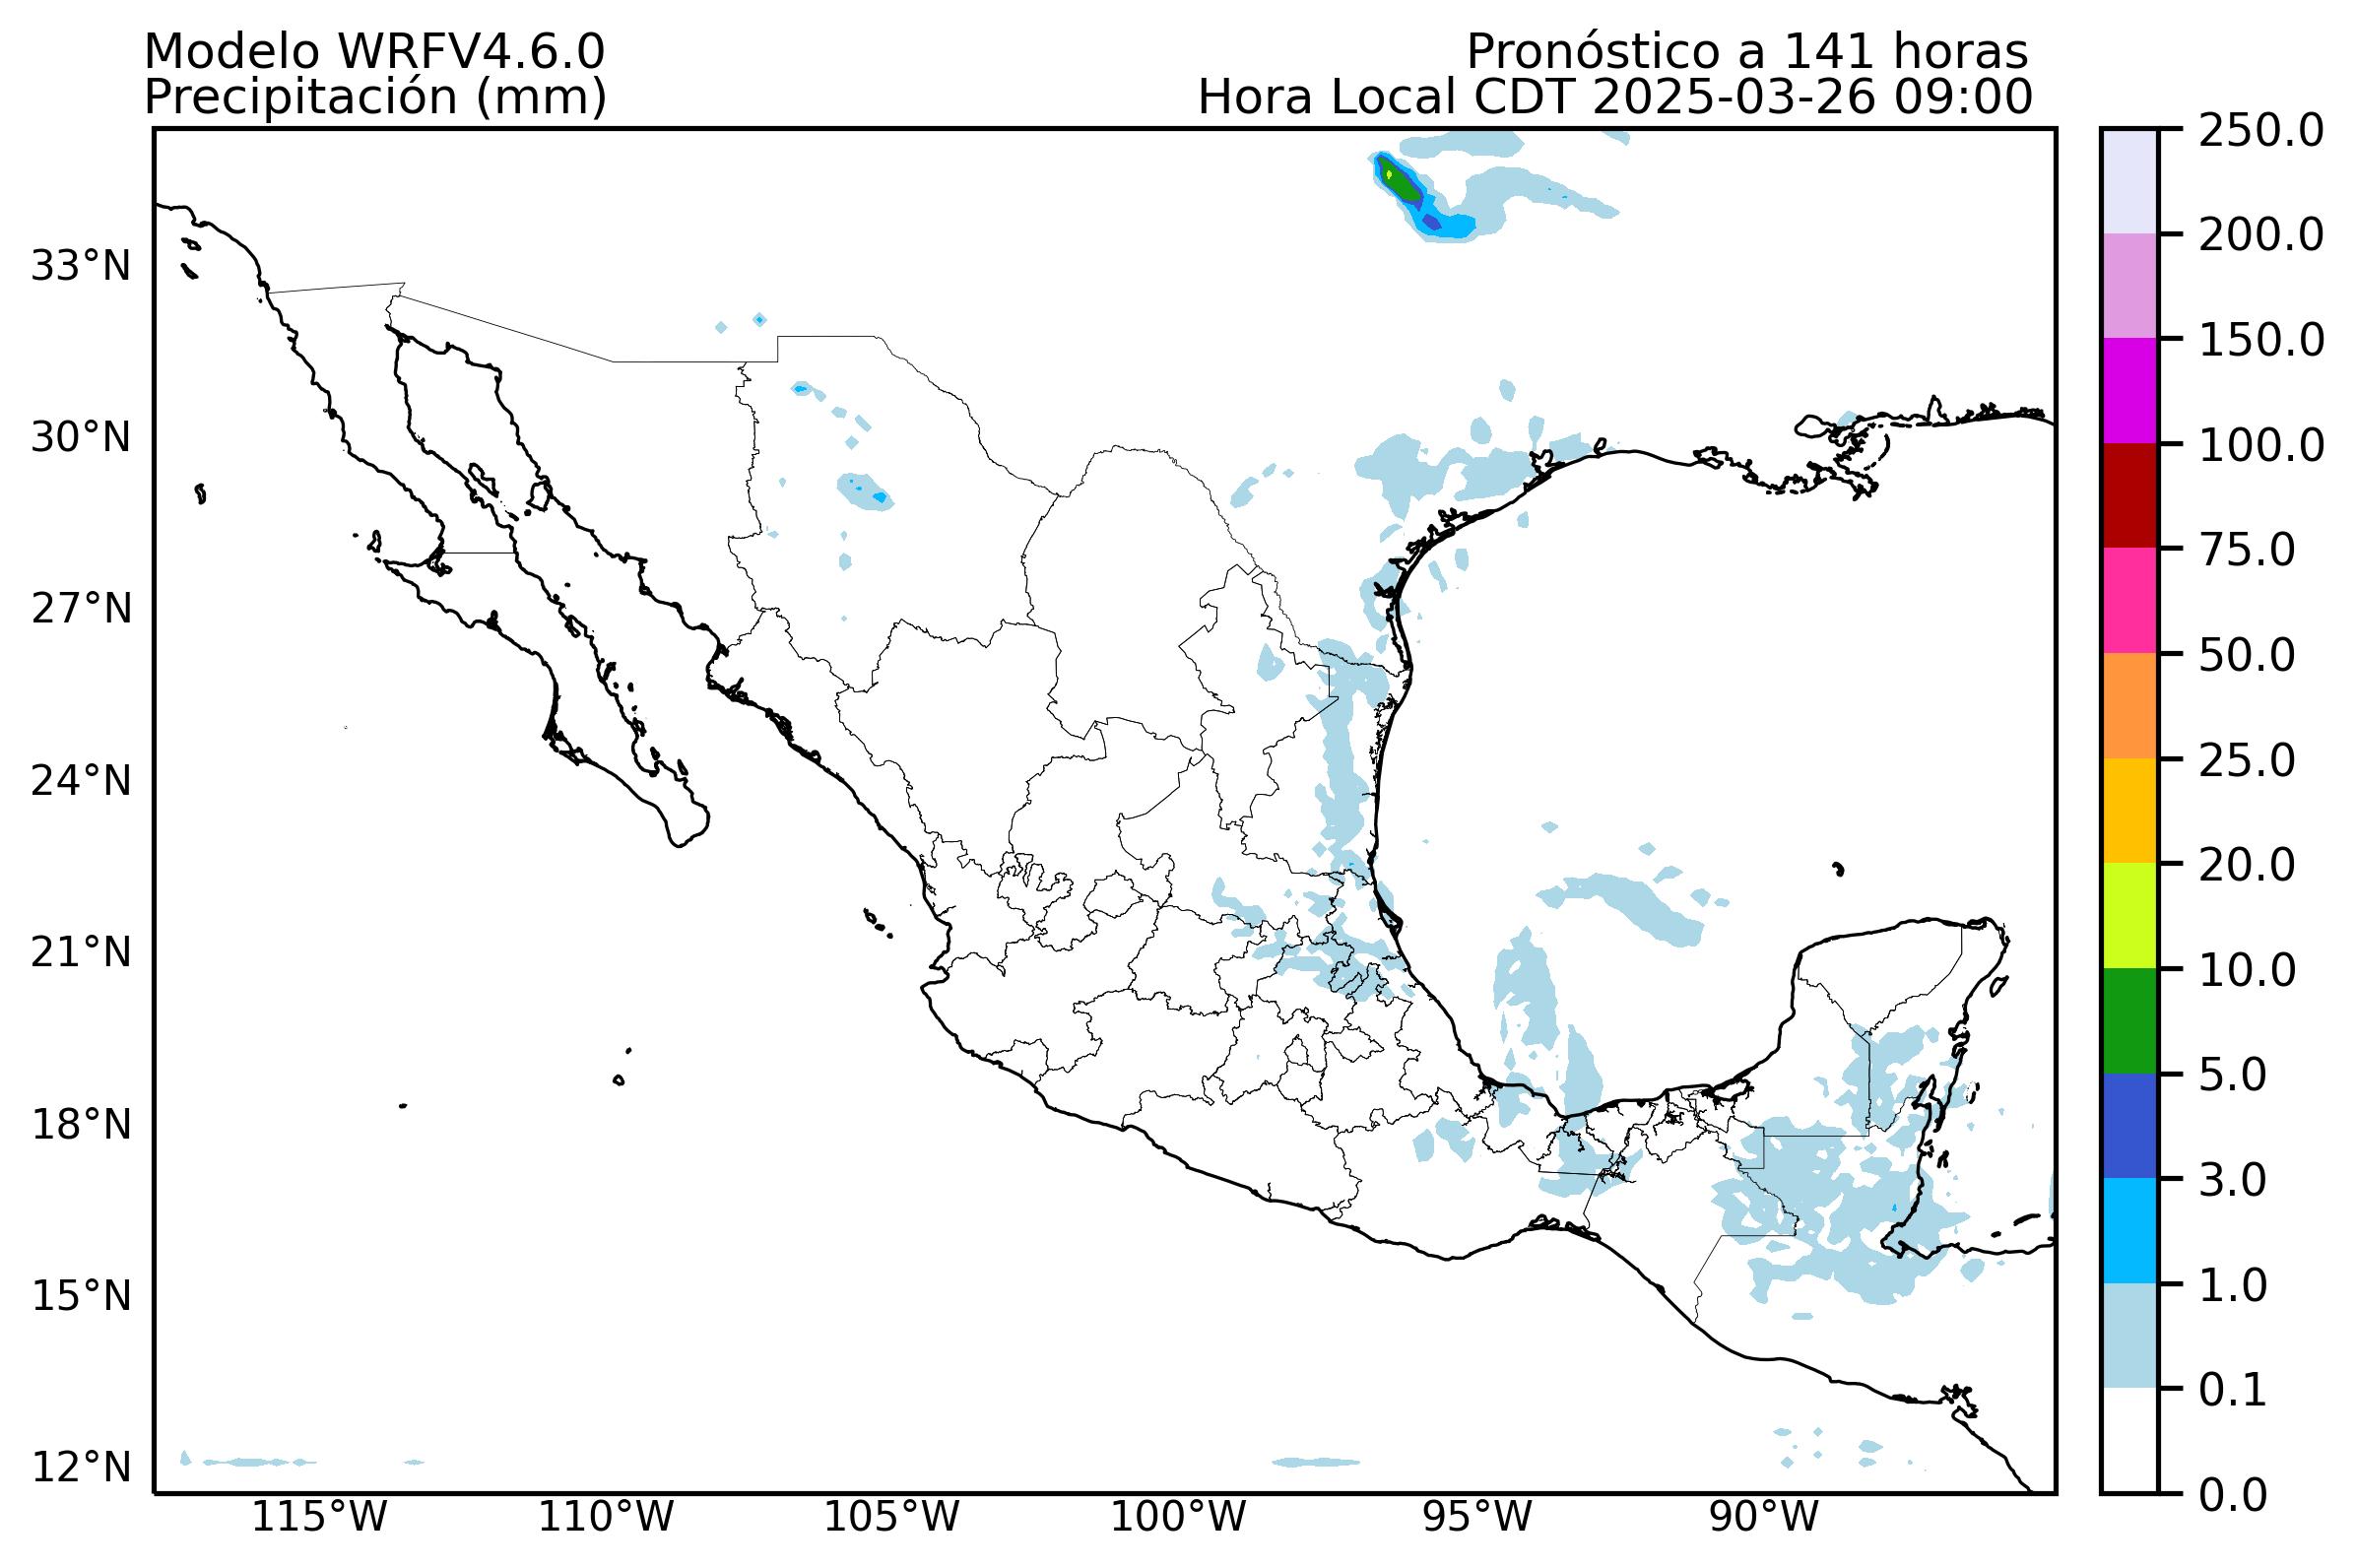 Modelo WRFV4.6.0
Precipitación (mm)
Pronóstico a 141 horas
Hora Local CDT 2025-03-26 09:00
33°N
30°N
27°N
24°N
21°N
18°N
15°N
12°N
115°W
110°W
105°W
100°W
95°W
90°W
250.0
200.0
150.0
100.0
75.0
50.0
25.0
20.0
10.0
5.0
3.0
1.0
0.1
0.0